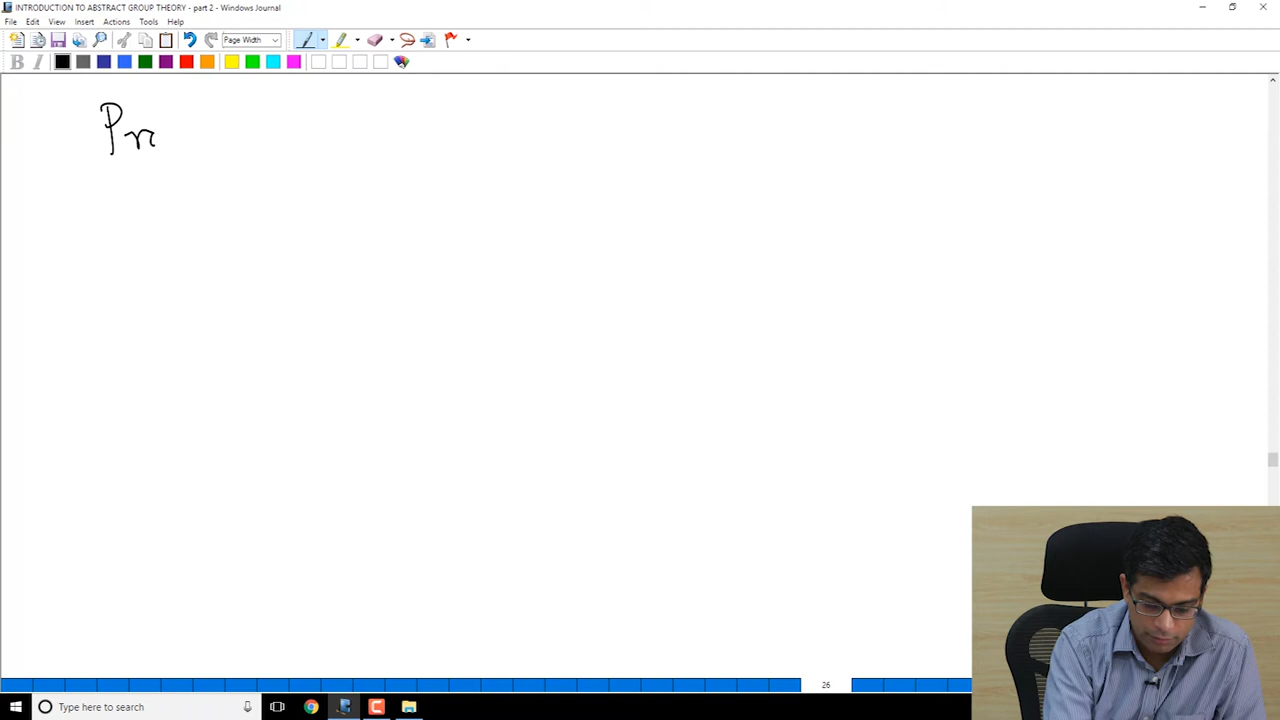 INTRODUCTION TO ABSTRACT GROUP THEORY - part 2 - Windows Journal
File Edit View Insert Actions Tools Help
Page Width
B I
Pr
26
Type here to search